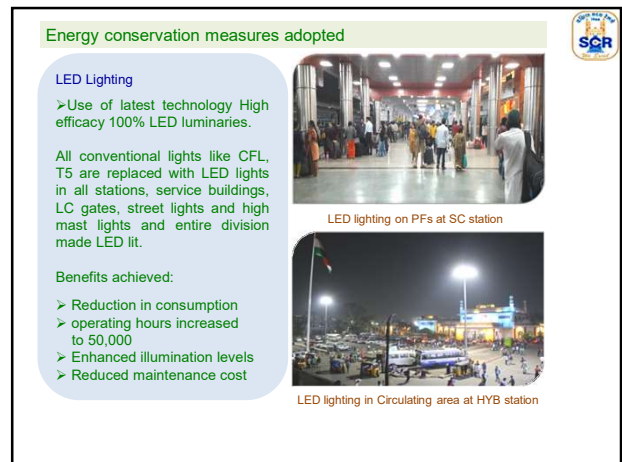 Energy conservation measures adopted
SCR
LED Lighting
➢Use of latest technology High
efficacy 100% LED luminaries.
All conventional lights like CFL,
T5 are replaced with LED lights
in all stations, service buildings,
LC gates, street lights and high
mast lights and entire division
made LED lit.
Benefits achieved:
➢ Reduction in consumption
➢ operating hours increased
to 50,000
➢ Enhanced illumination levels
➢ Reduced maintenance cost
LED lighting on PFs at SC station
LED lighting in Circulating area at HYB station